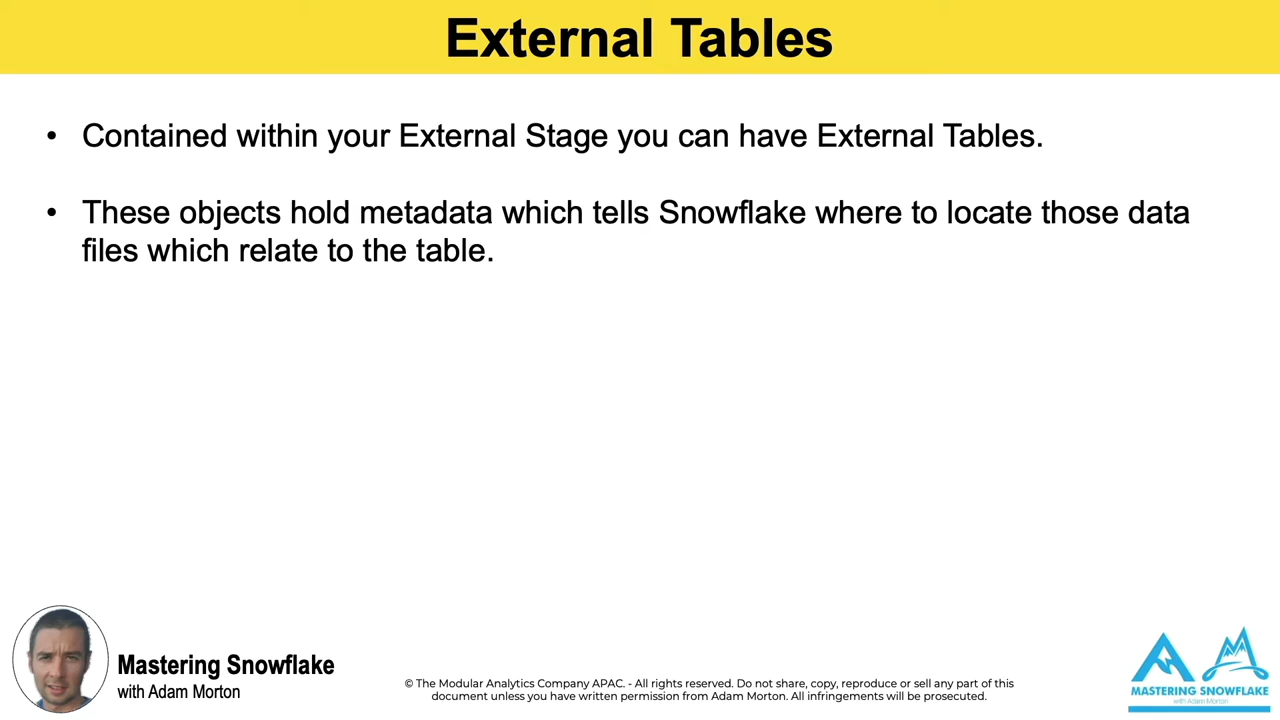 External Tables
• Contained within your External Stage you can have External Tables.
• These objects hold metadata which tells Snowflake where to locate those data
files which relate to the table.
Mastering Snowflake
with Adam Morton
© The Modular Analytics Company APAC. - All rights reserved. Do not share, copy, reproduce or sell any part of this
document unless you have written permission from Adam Morton. All infringements will be prosecuted.
MASTERING SNOWFLAKE
with Adam Morton